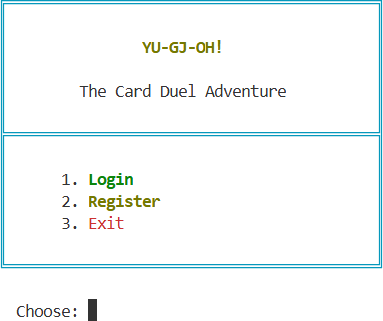 YU-GJ-OH!
The Card Duel Adventure
1. Login
2. Register
3. Exit
Choose: